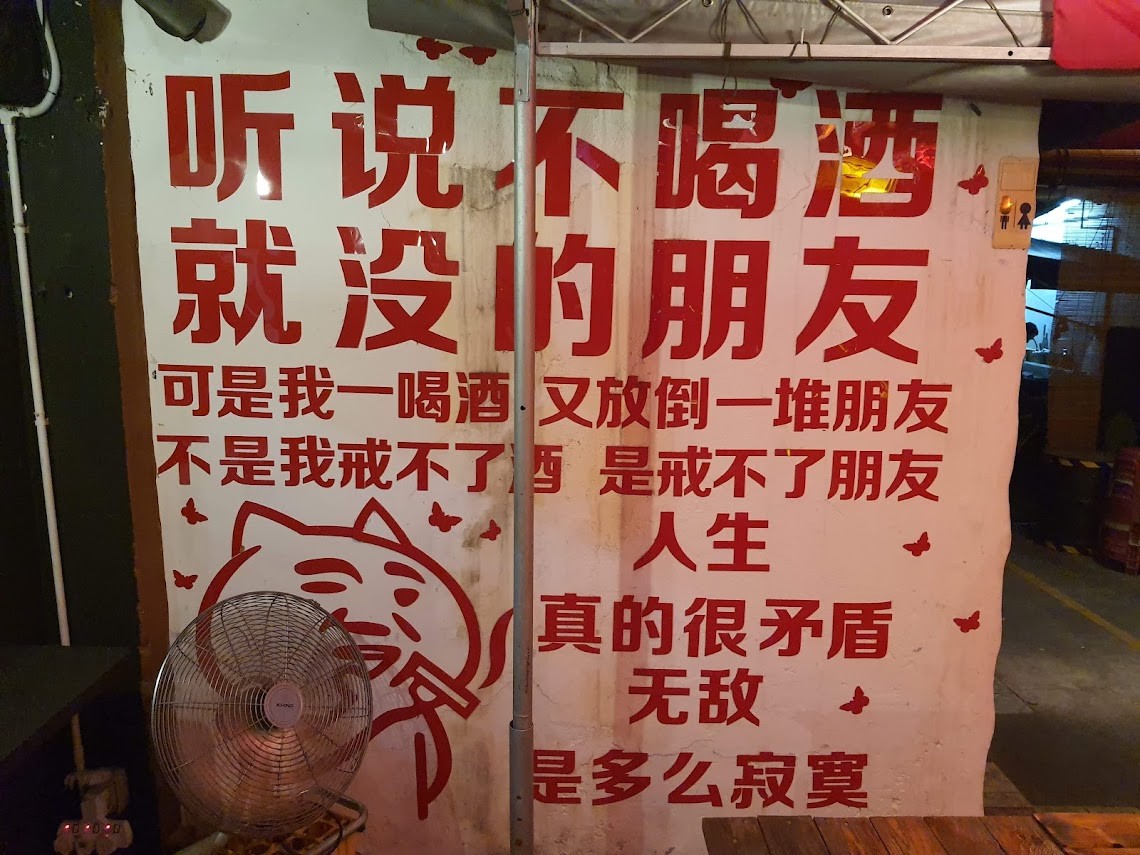 听说不喝酒
就没的朋友
可是我一喝酒 又放倒一堆朋友
不是我戒不了酒 是戒不了朋友
人生
真的很矛盾
无敌
是多么寂寞